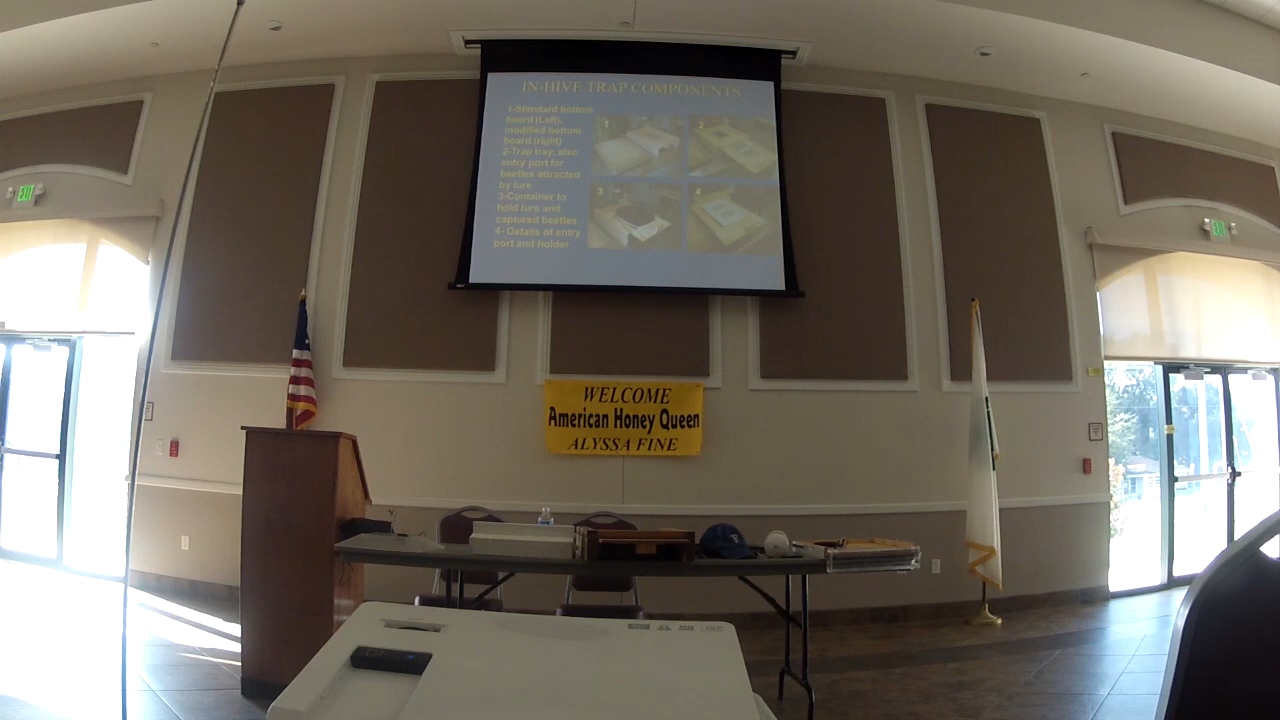 IN-HIVE TRAP COMPONENTS
1-Standard bottom
board (Left),
modified bottom
board (right)
2-Trap tray, also
entry port for
beetles attracted
by lure
3-Container to
hold lure and
captured beetles
4- Details of entry
port and holder
1
2
3
4
EXIT
EXIT
WELCOME
American Honey Queen
ALYSSA FINE